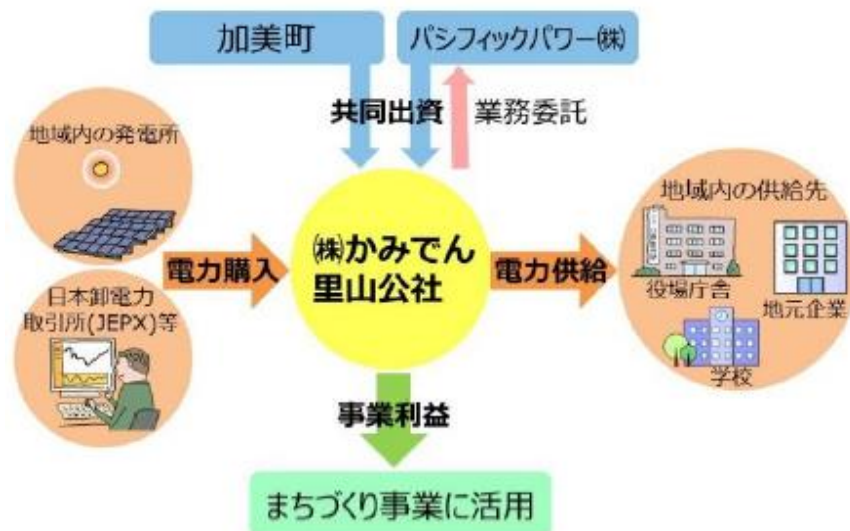 加美町
パシフィックパワー㈱
共同出資
業務委託
地域内の発電所
日本卸電力
取引所(JEPX)等
電力購入
㈱かみでん
里山公社
電力供給
地域内の供給先
役場庁舎
地元企業
学校
事業利益
まちづくり事業に活用